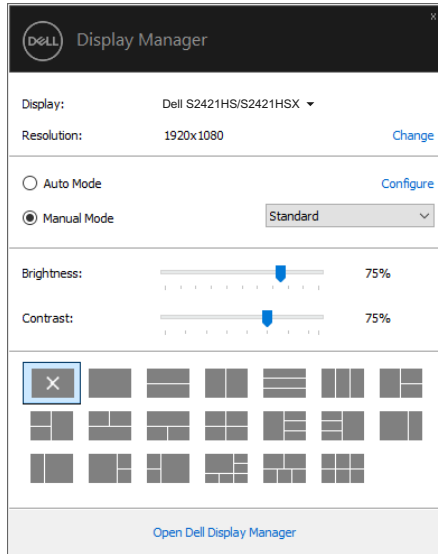 x
DELL Display Manager
Display: Dell S2421HS/S2421HSX
Resolution: 1920x1080 Change
Auto Mode Configure
Manual Mode Standard
Brightness: 75%
Contrast: 75%
Open Dell Display Manager